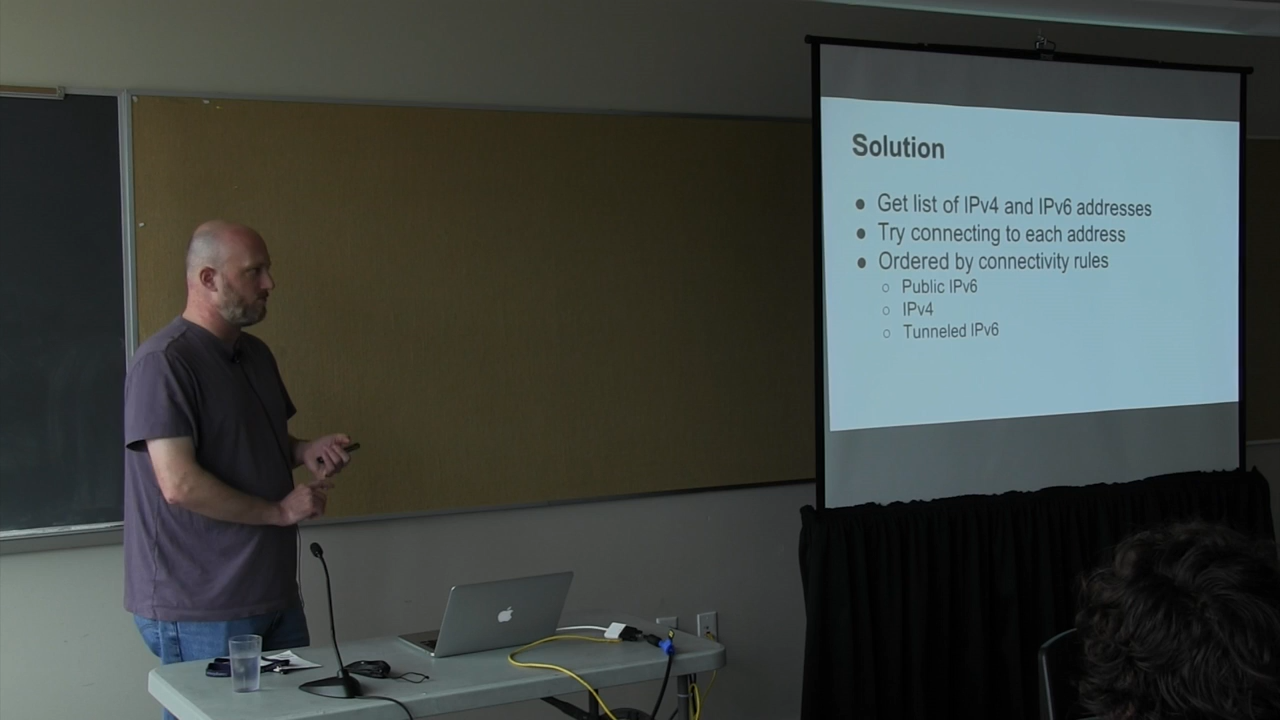 Solution
● Get list of IPv4 and IPv6 addresses
● Try connecting to each address
● Ordered by connectivity rules
○ Public IPv6
○ IPv4
○ Tunneled IPv6